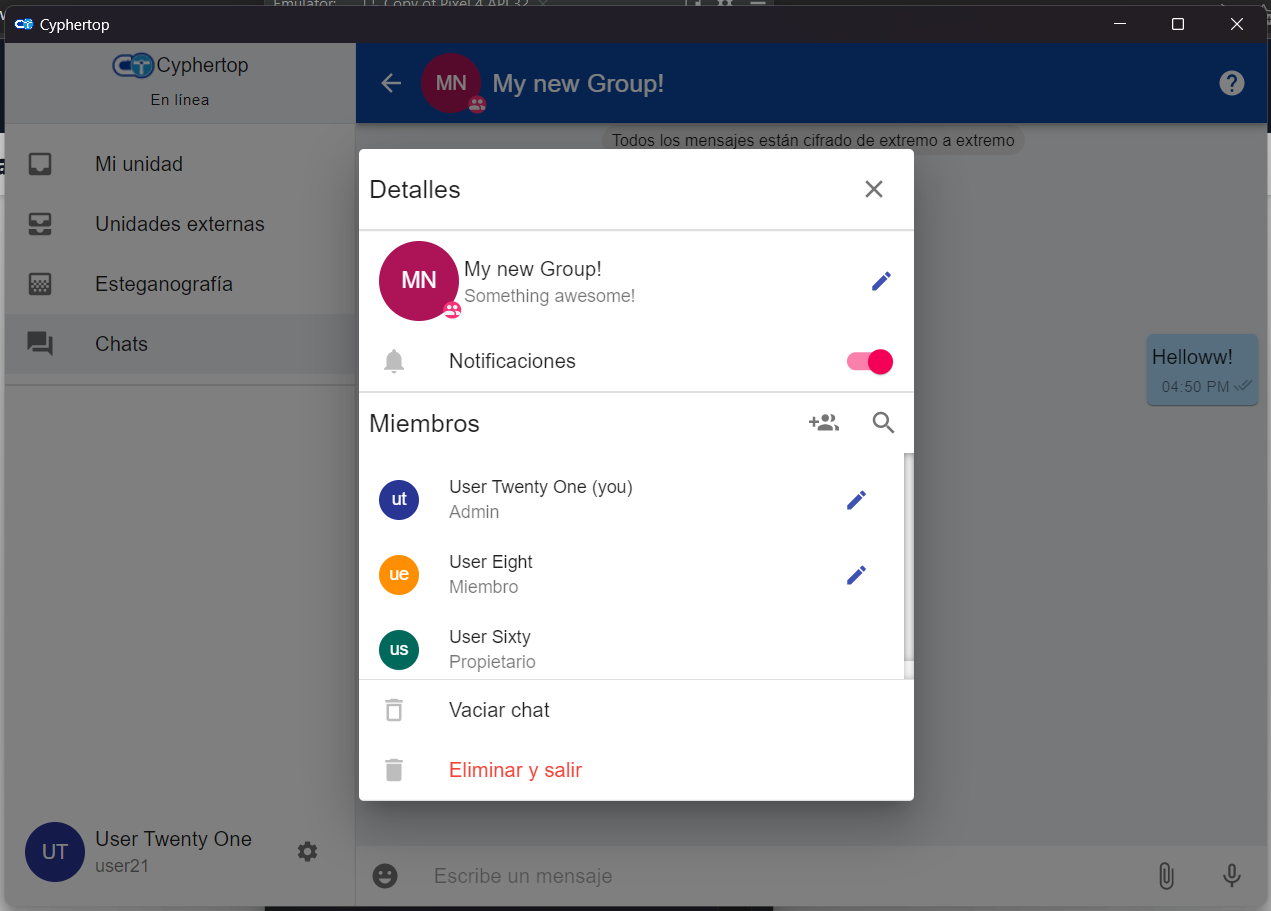 Emulator:
Copy of Pixel 4 API 32
Cyphertop
Cyphertop
En línea
MN
My new Group!
Todos los mensajes están cifrado de extremo a extremo
Mi unidad
Unidades externas
Esteganografía
Chats
Detalles
MN
My new Group!
Something awesome!
Notificaciones
Helloww!
04:50 PM
Miembros
ut
User Twenty One (you)
Admin
ue
User Eight
Miembro
us
User Sixty
Propietario
Vaciar chat
Eliminar y salir
UT
User Twenty One
user21
Escribe un mensaje